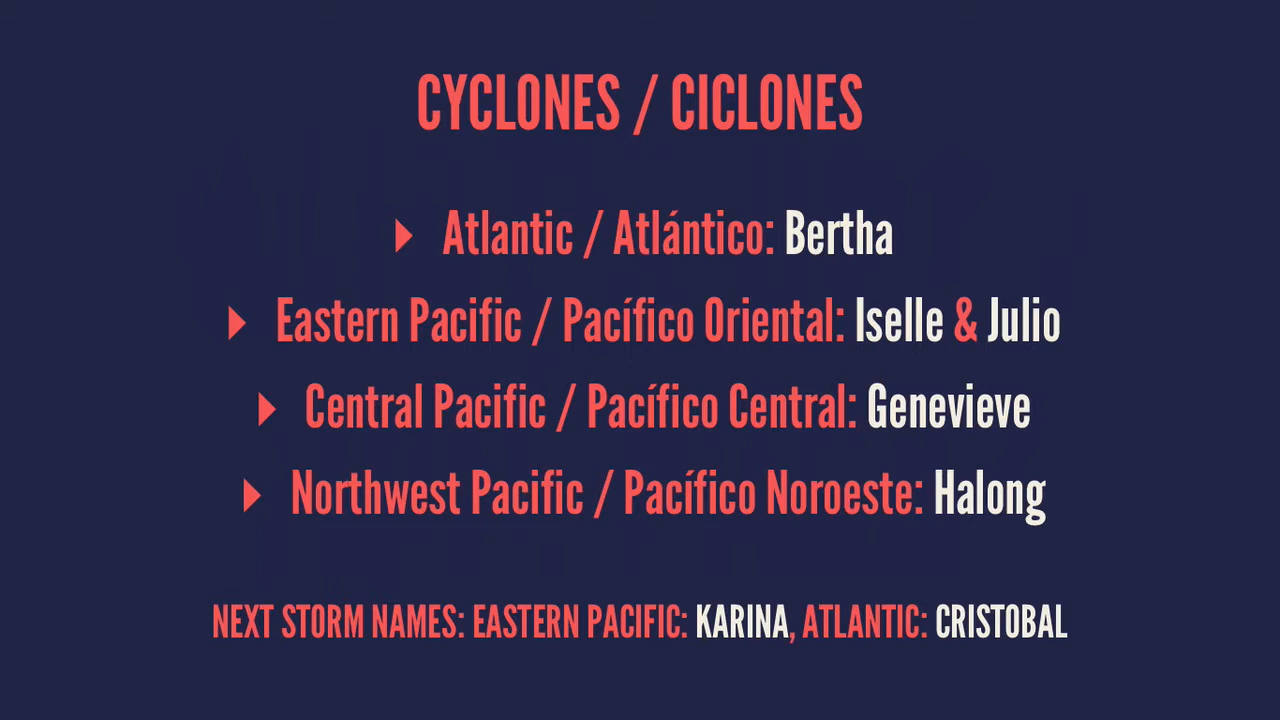 CYCLONES / CICLONES
Atlantic / Atlántico: Bertha
Eastern Pacific / Pacífico Oriental: Iselle & Julio
Central Pacific / Pacífico Central: Genevieve
Northwest Pacific / Pacífico Noroeste: Halong
NEXT STORM NAMES: EASTERN PACIFIC: KARINA, ATLANTIC: CRISTOBAL